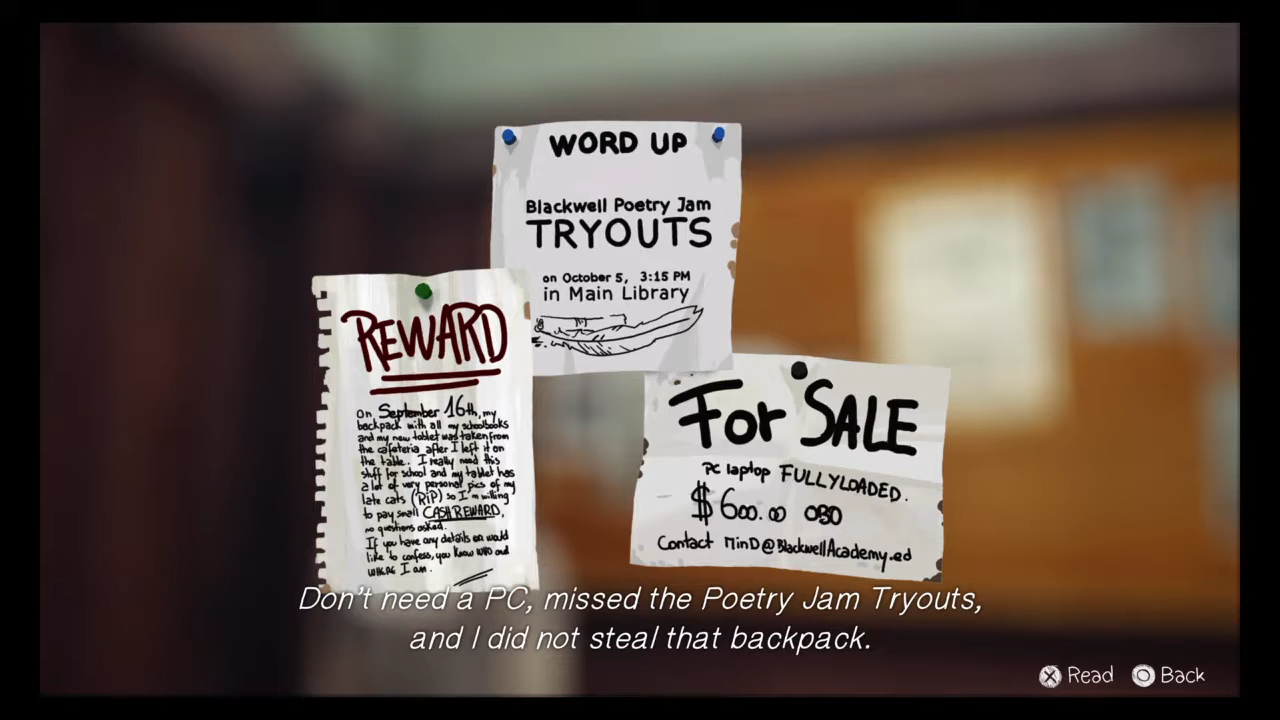 WORD UP
Blackwell Poetry Jam
TRYOUTS
on October 5, 3:15 PM
in Main Library
REWARD
On September 16th, my
backpack with all my schoolbooks
and my new tablet was taken from
the cafeteria after I left it on
the table. I really need this
stuff for school and my tablet has
a lot of very personal pics of my
late cats (RIP) so I'm willing
to pay small CASH REWARD,
no questions asked.
If you have any details or would
like to confess, you know WHO and
WHERE I am.
For SALE
PC laptop FULLY LOADED.
$600.00 OBO
Contact MinD@BlackwellAcademy.ed
Don't need a PC, missed the Poetry Jam Tryouts,
and I did not steal that backpack.
Read Back